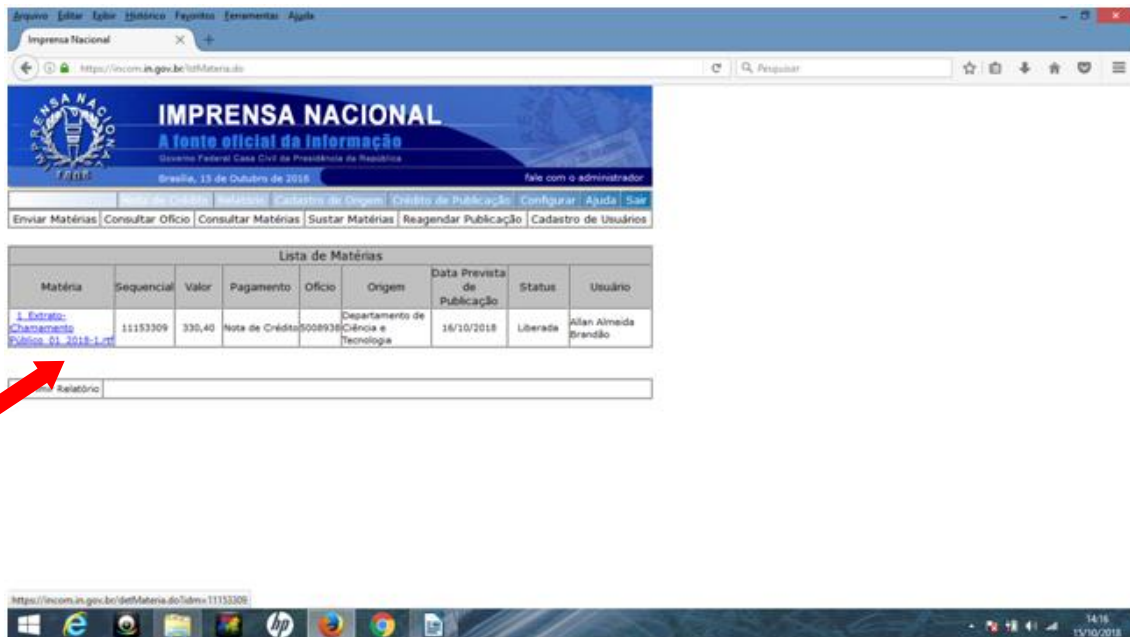 Arquivo Editar Exibir Histórico Favoritos Ferramentas Ajuda
Imprensa Nacional
https://incom.in.gov.br/listMateria.do
Pesquisar
IMPRENSA NACIONAL
IMPRENSA NACIONAL
A fonte oficial da informação
Governo Federal Casa Civil da Presidência da República
1808
Brasília, 15 de Outubro de 2018
fale com o administrador
Nota de Crédito Relatório Cadastro de Origem Crédito de Publicação Configurar Ajuda Sair
Enviar Matérias Consultar Ofício Consultar Matérias Sustar Matérias Reagendar Publicação Cadastro de Usuários
Lista de Matérias
Matéria Sequencial Valor Pagamento Ofício Origem Data Prevista de Publicação Status Usuário
1_Extrato-Chamamento Público_01_2018-1.rtf 11153309 330,40 Nota de Crédito 5008938 Departamento de Ciência e Tecnologia 16/10/2018 Liberada Allan Almeida Brandão
Relatório
https://incom.in.gov.br/detMateria.do?idm=11153309
hp
14:16
15/10/2018